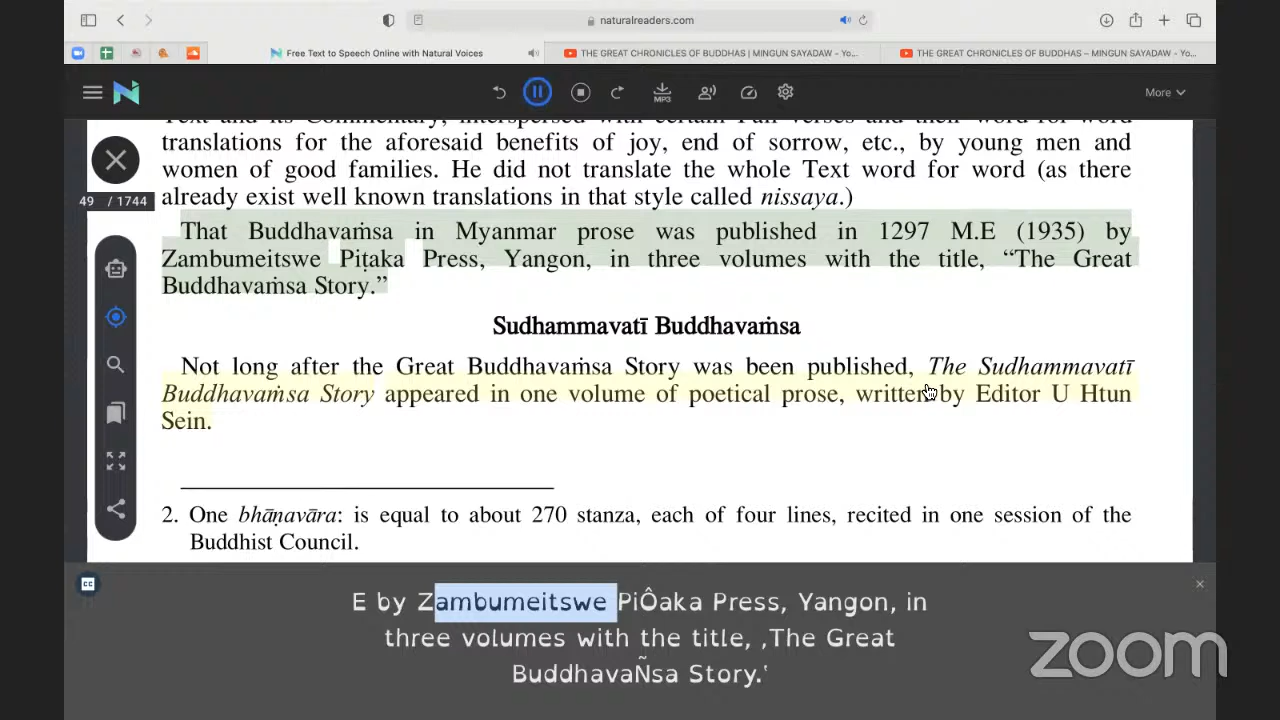 naturalreaders.com
Free Text to Speech Online with Natural Voices
THE GREAT CHRONICLES OF BUDDHAS | MINGUN SAYADAW - Yo...
THE GREAT CHRONICLES OF BUDDHAS – MINGUN SAYADAW - Yo...
MP3
More
translations for the aforesaid benefits of joy, end of sorrow, etc., by young men and
women of good families. He did not translate the whole Text word for word (as there
49 / 1744
already exist well known translations in that style called nissaya.)
That Buddhavaṁsa in Myanmar prose was published in 1297 M.E (1935) by
Zambumeitswe Piṭaka Press, Yangon, in three volumes with the title, “The Great
Buddhavaṁsa Story.”
Sudhammavatī Buddhavaṁsa
Not long after the Great Buddhavaṁsa Story was been published, The Sudhammavatī
Buddhavaṁsa Story appeared in one volume of poetical prose, written by Editor U Htun
Sein.
2. One bhāṇavāra: is equal to about 270 stanza, each of four lines, recited in one session of the
Buddhist Council.
CC
E by Zambumeitswe PiÔaka Press, Yangon, in
three volumes with the title, ‚The Great
BuddhavaÑsa Story.‛
zoom